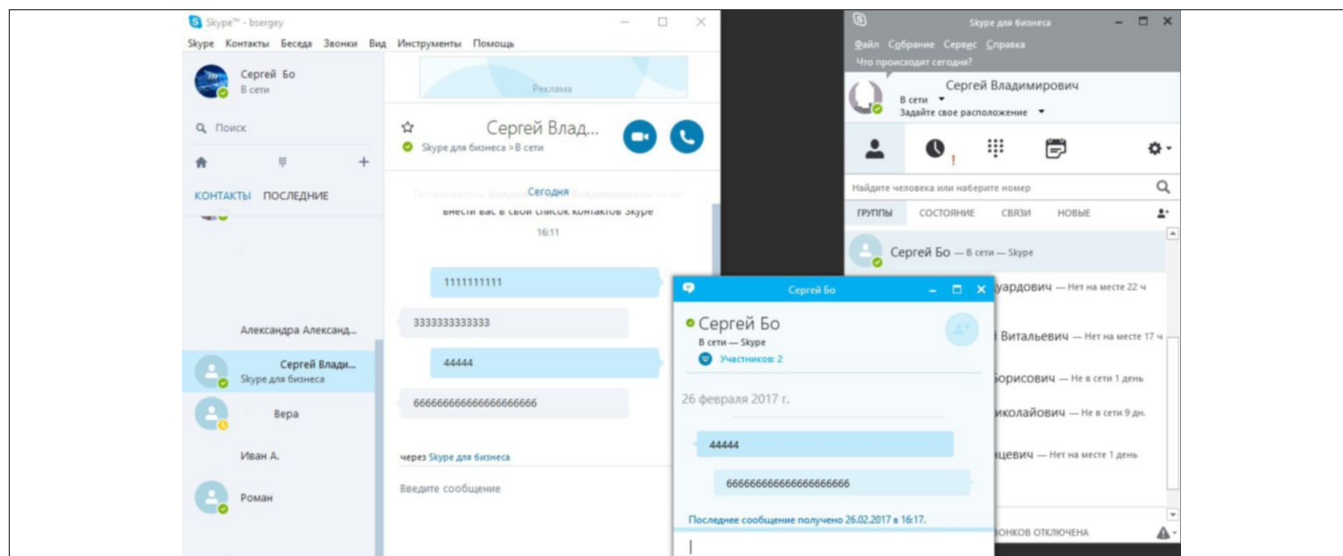 Skype™ - bsergey
Skype Контакты Беседа Звонки Вид Инструменты Помощь
Сергей Бо
В сети
Поиск
КОНТАКТЫ ПОСЛЕДНИЕ
Александра Александ...
Сергей Влади...
Skype для бизнеса
Вера
Иван А.
Роман
Реклама
Сергей Влад...
Skype для бизнеса > В сети
Сегодня
внести вас в свой список контактов Skype
16:11
1111111111
3333333333333
44444
666666666666666666666
через Skype для бизнеса
Введите сообщение
Сергей Бо
Сергей Бо
В сети — Skype
Участников: 2
26 февраля 2017 г.
44444
666666666666666666666
Последнее сообщение получено 26.02.2017 в 16:17.
Skype для бизнеса
Файл Собрание Сервис Справка
Что происходит сегодня?
Сергей Владимирович
В сети
Задайте свое расположение
Найдите человека или наберите номер
ГРУППЫ СОСТОЯНИЕ СВЯЗИ НОВЫЕ
Сергей Бо — В сети — Skype
уардович — Нет на месте 22 ч
Витальевич — Нет на месте 17 ч
Борисович — Не в сети 1 день
иколайович — Не в сети 9 дн.
нцевич — Нет на месте 1 день
ВОНКОВ ОТКЛЮЧЕНА